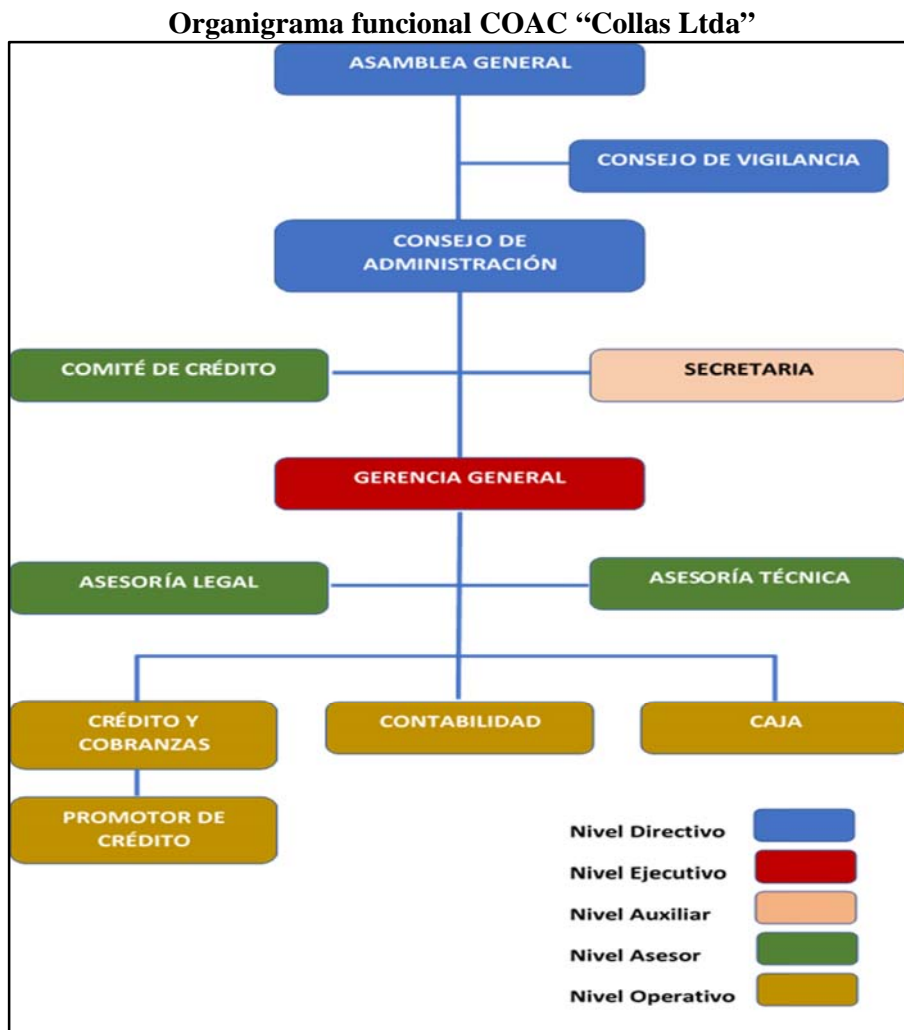 Organigrama funcional COAC “Collas Ltda”
ASAMBLEA GENERAL
CONSEJO DE VIGILANCIA
CONSEJO DE
ADMINISTRACIÓN
COMITÉ DE CRÉDITO
SECRETARIA
GERENCIA GENERAL
ASESORÍA LEGAL
ASESORÍA TÉCNICA
CRÉDITO Y
COBRANZAS
CONTABILIDAD
CAJA
PROMOTOR DE
CRÉDITO
Nivel Directivo
Nivel Ejecutivo
Nivel Auxiliar
Nivel Asesor
Nivel Operativo